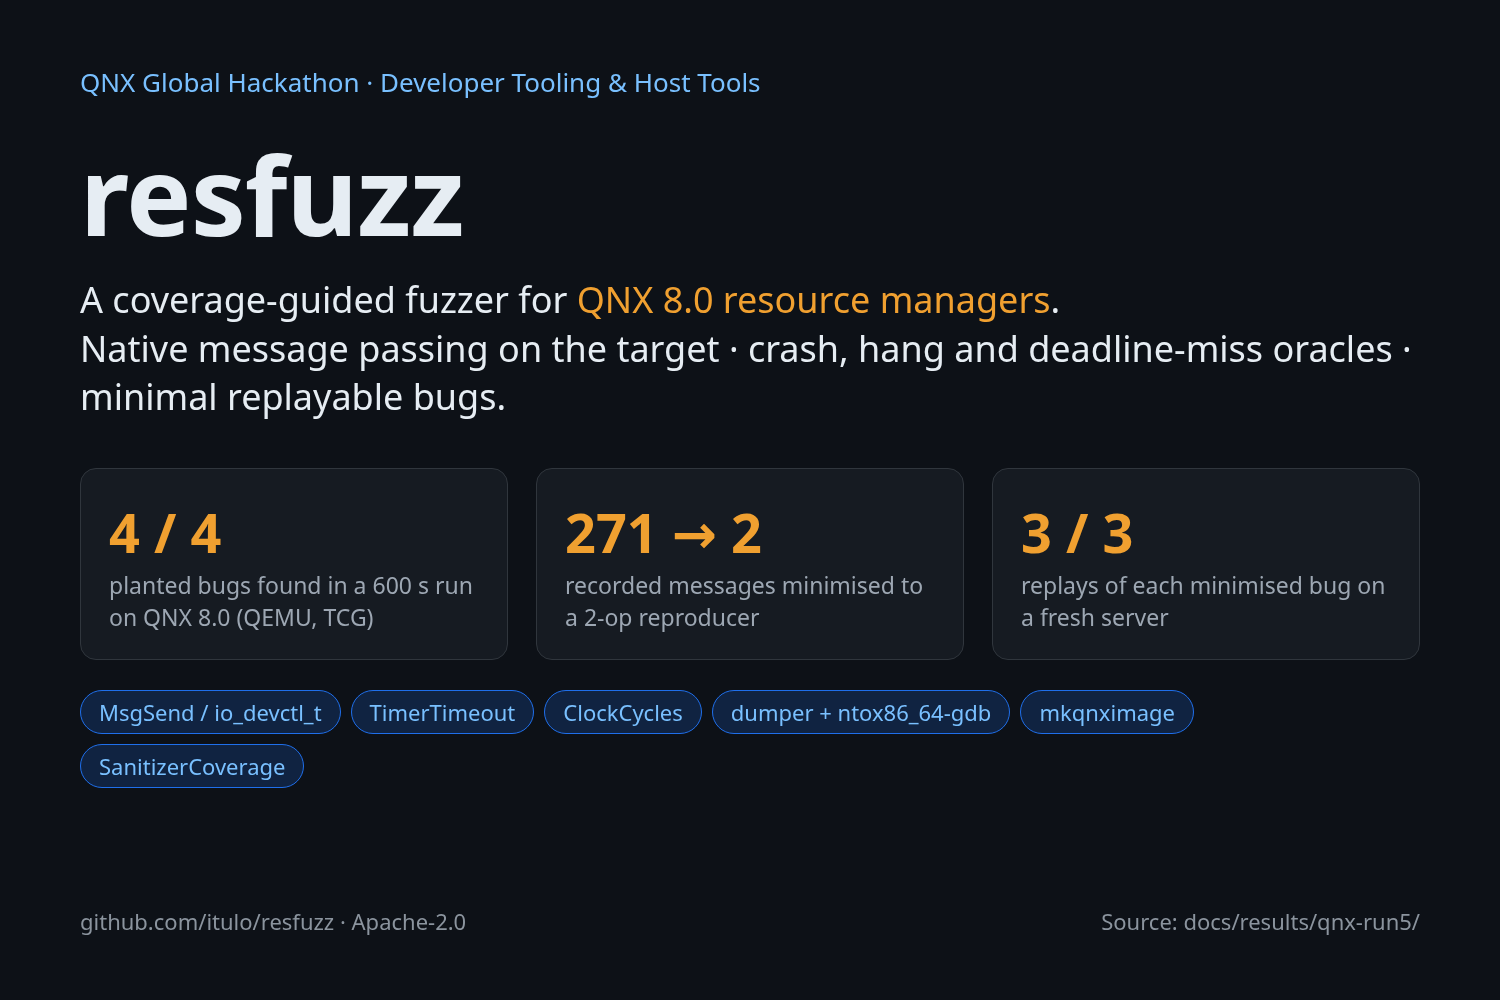 QNX Global Hackathon · Developer Tooling & Host Tools
resfuzz
A coverage-guided fuzzer for QNX 8.0 resource managers.
Native message passing on the target · crash, hang and deadline-miss oracles ·
minimal replayable bugs.
4 / 4
planted bugs found in a 600 s run
on QNX 8.0 (QEMU, TCG)
271 → 2
recorded messages minimised to
a 2-op reproducer
3 / 3
replays of each minimised bug on
a fresh server
MsgSend / io_devctl_t TimerTimeout ClockCycles dumper + ntox86_64-gdb mkqnximage
SanitizerCoverage
github.com/itulo/resfuzz · Apache-2.0
Source: docs/results/qnx-run5/